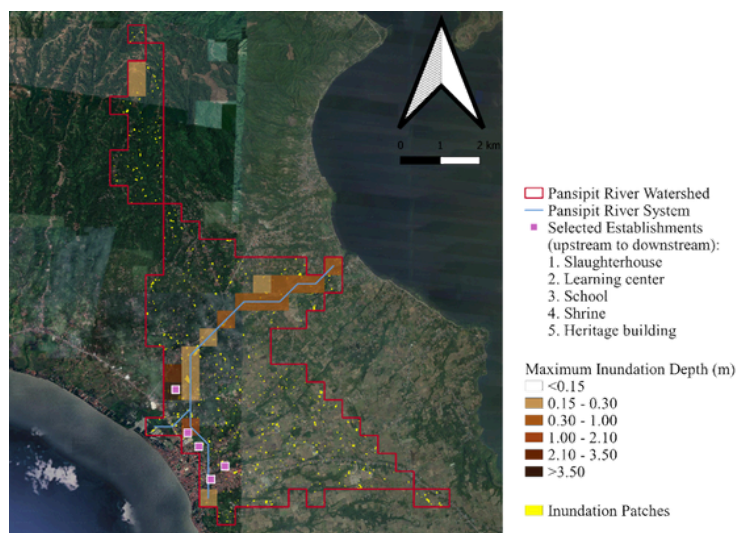 0 1 2 km
Pansipit River Watershed
Pansipit River System
Selected Establishments
(upstream to downstream):
1. Slaughterhouse
2. Learning center
3. School
4. Shrine
5. Heritage building
Maximum Inundation Depth (m)
<0.15
0.15 - 0.30
0.30 - 1.00
1.00 - 2.10
2.10 - 3.50
>3.50
Inundation Patches